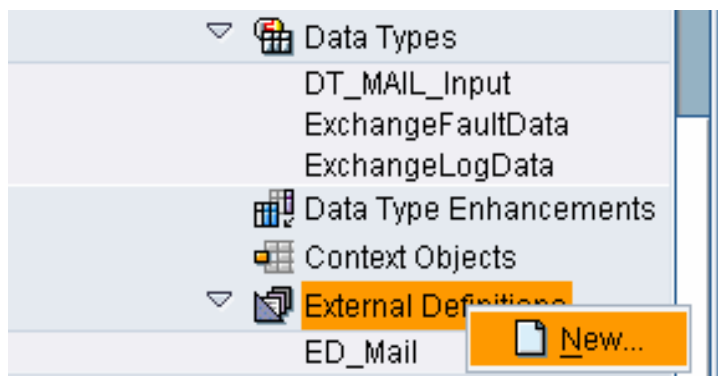 Data Types
DT_MAIL_Input
ExchangeFaultData
ExchangeLogData
Data Type Enhancements
Context Objects
External Definitions
New...
ED_Mail